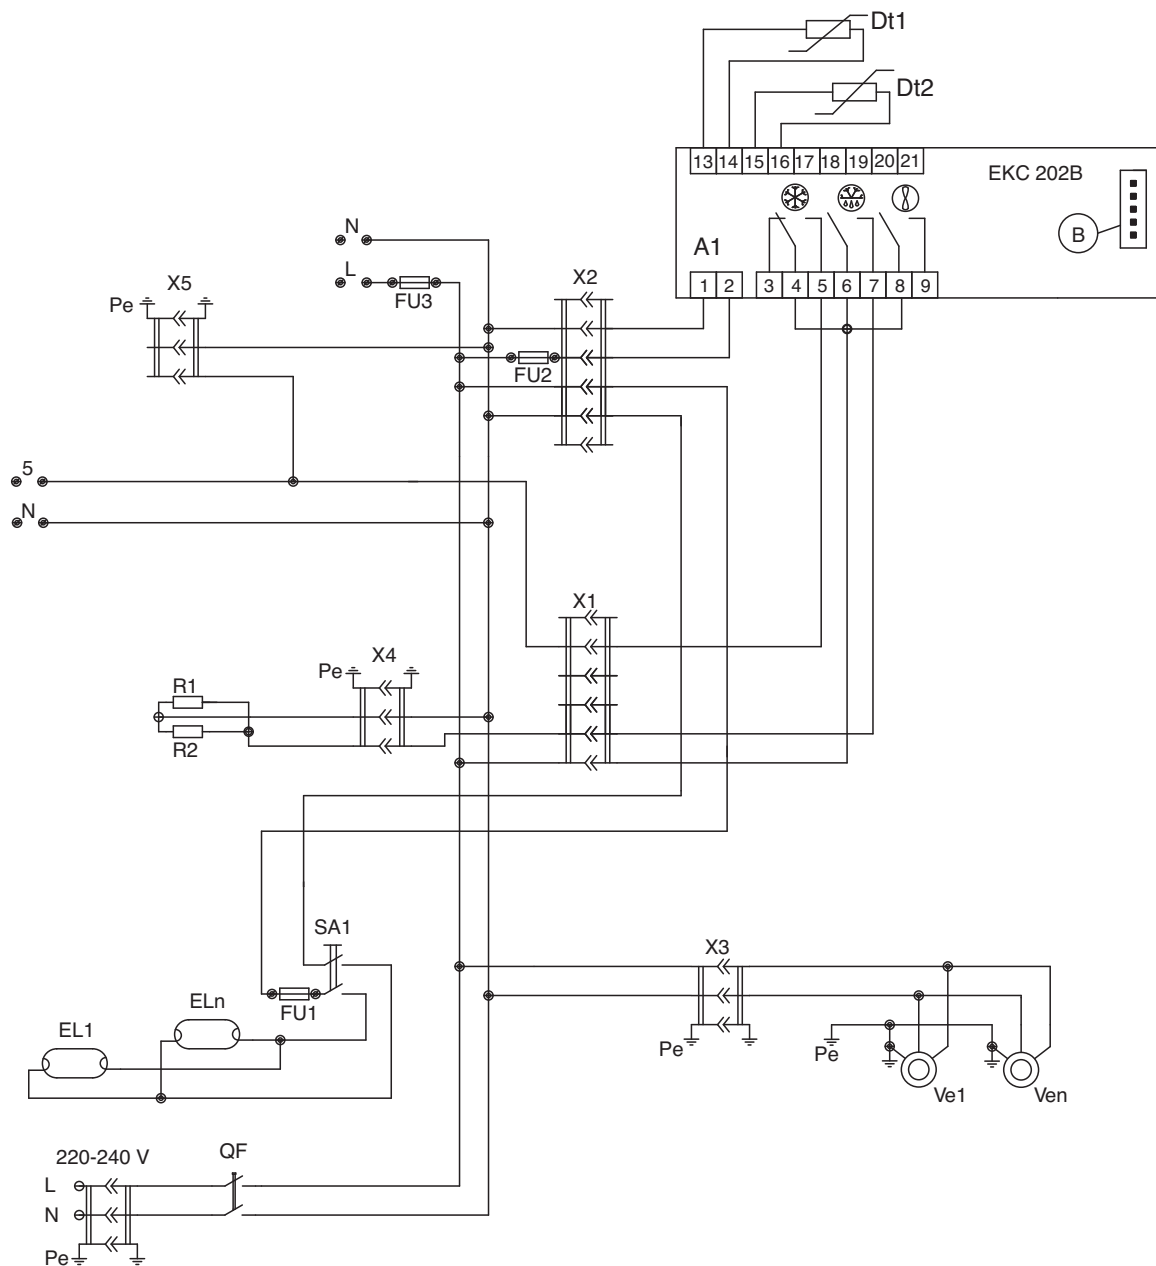 Dt1
Dt2
13 14 15 16 17 18 19 20 21
EKC 202B
B
A1
1 2 3 4 5 6 7 8 9
N
L
FU3
X5
Pe
X2
FU2
5
N
X1
X4
Pe
R1
R2
SA1
FU1
ELn
EL1
X3
Pe
Pe
Ve1
Ven
220-240 V
QF
L
N
Pe